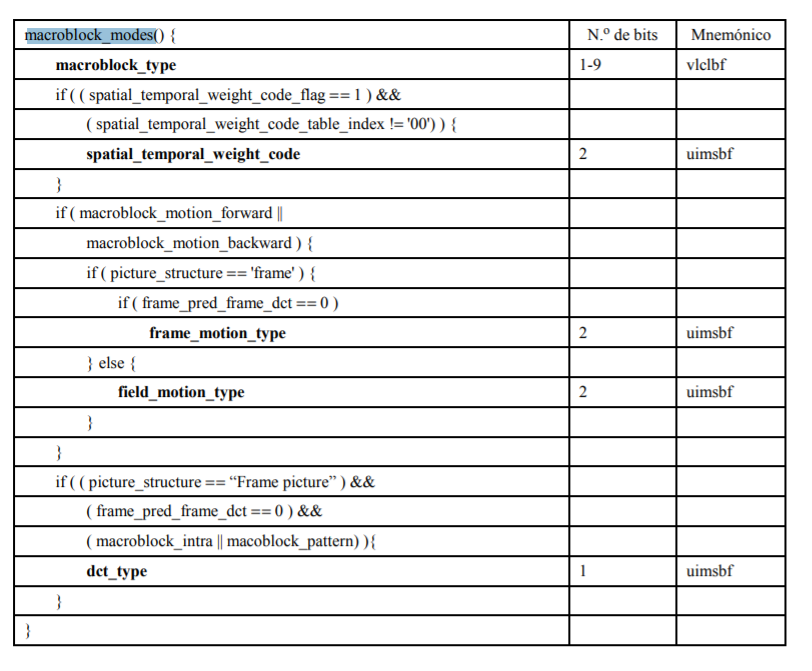 macroblock_modes() { N.º de bits Mnemónico
macroblock_type 1-9 vlclbf
if ( ( spatial_temporal_weight_code_flag == 1 ) &&
( spatial_temporal_weight_code_table_index != '00') ) {
spatial_temporal_weight_code 2 uimsbf
}
if ( macroblock_motion_forward ||
macroblock_motion_backward ) {
if ( picture_structure == 'frame' ) {
if ( frame_pred_frame_dct == 0 )
frame_motion_type 2 uimsbf
} else {
field_motion_type 2 uimsbf
}
}
if ( ( picture_structure == “Frame picture” ) &&
( frame_pred_frame_dct == 0 ) &&
( macroblock_intra || macoblock_pattern) ){
dct_type 1 uimsbf
}
}